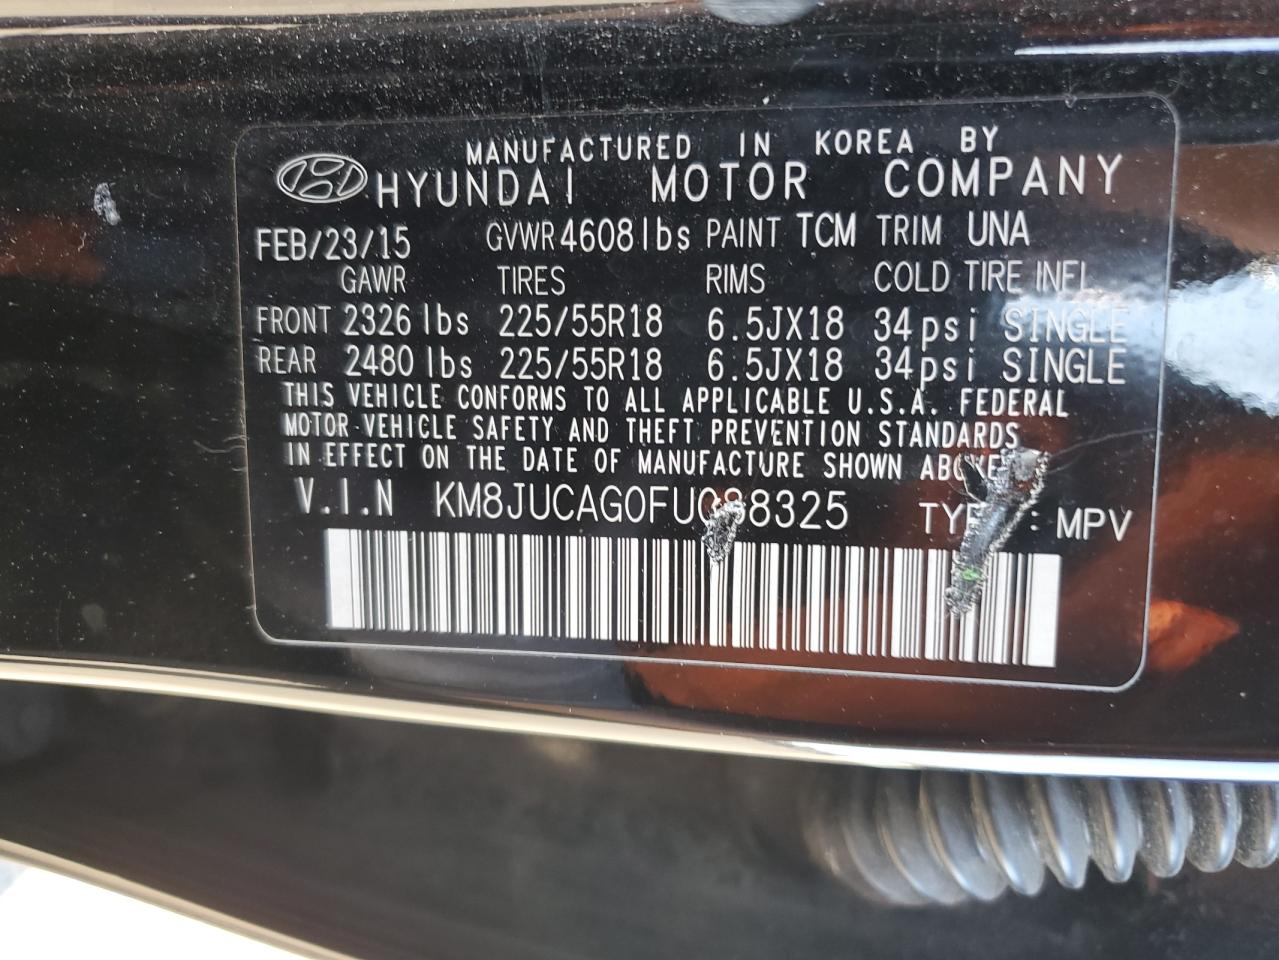 MANUFACTURED IN KOREA BY
HYUNDAI MOTOR COMPANY
FEB/23/15 GVWR 4608 lbs PAINT TCM TRIM UNA
GAWR TIRES RIMS COLD TIRE INFL
FRONT 2326 lbs 225/55R18 6.5JX18 34psi SINGLE
REAR 2480 lbs 225/55R18 6.5JX18 34psi SINGLE
THIS VEHICLE CONFORMS TO ALL APPLICABLE U.S.A. FEDERAL
MOTOR VEHICLE SAFETY AND THEFT PREVENTION STANDARDS
IN EFFECT ON THE DATE OF MANUFACTURE SHOWN ABOVE
V.I.N KM8JUCAG0FU088325 TYPE : MPV